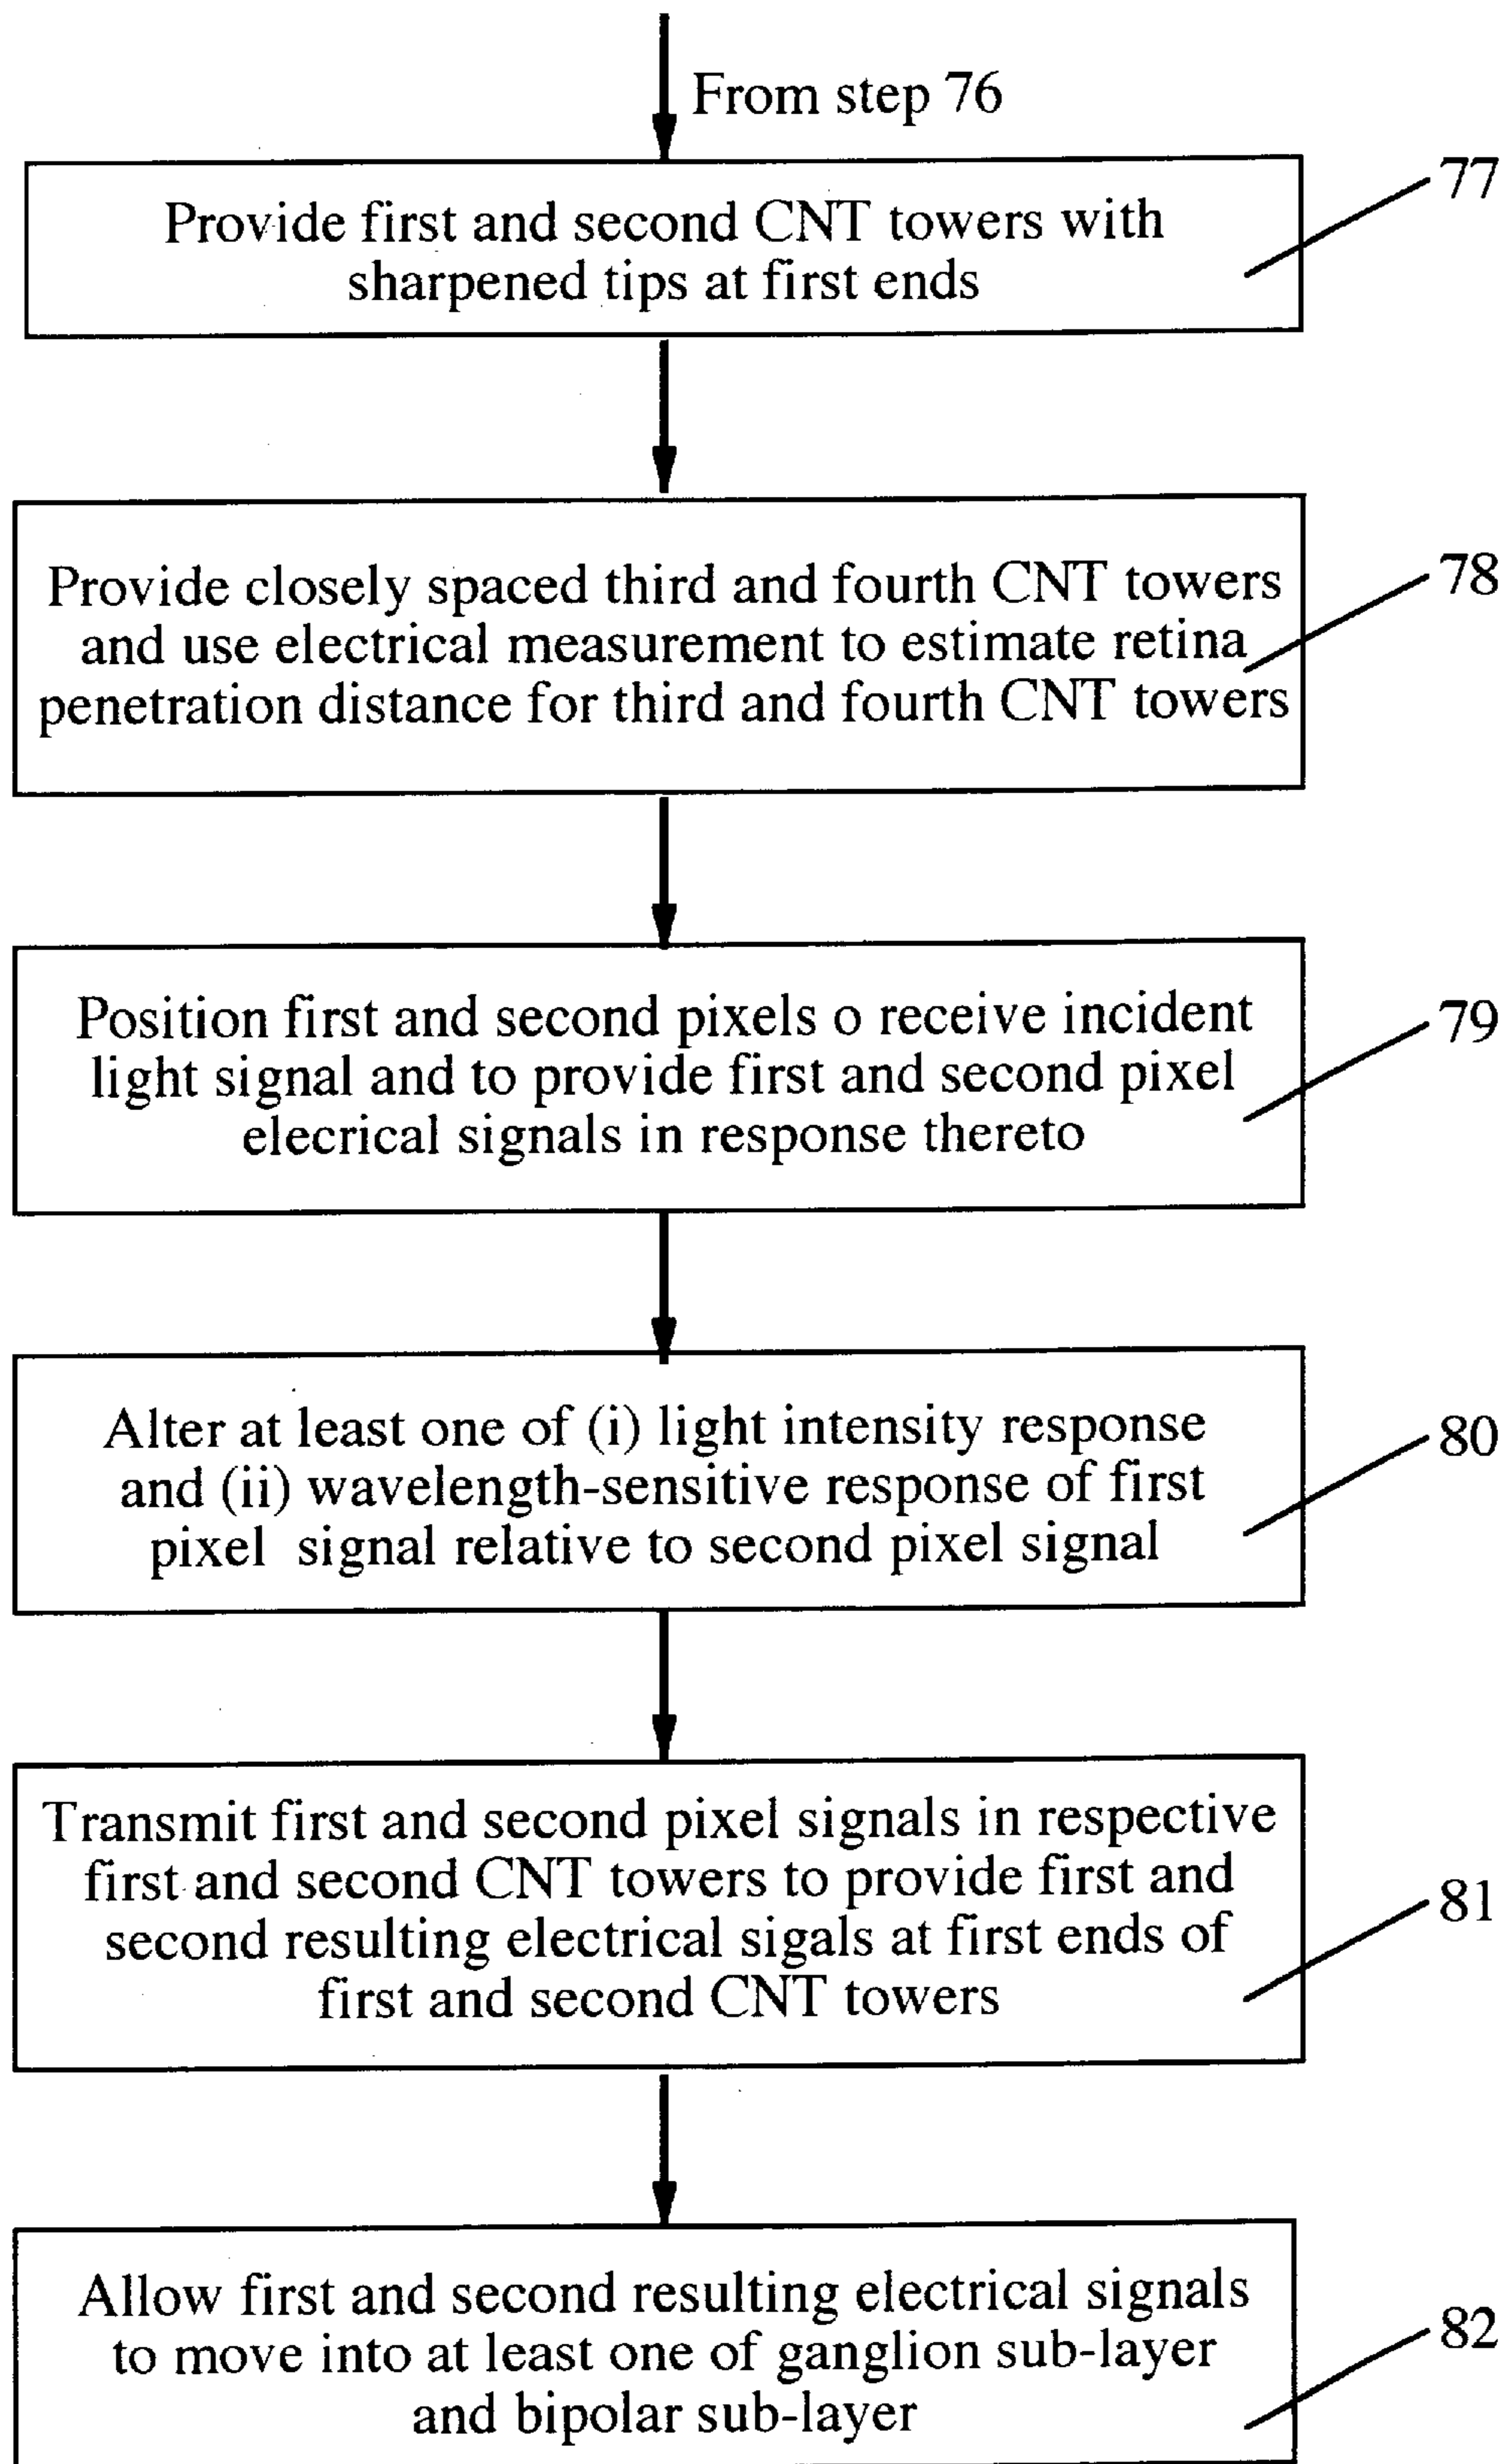 From step 76
77
Provide first and second CNT towers with
sharpened tips at first ends
78
Provide closely spaced third and fourth CNT towers
and use electrical measurement to estimate retina
penetration distance for third and fourth CNT towers
79
Position first and second pixels o receive incident
light signal and to provide first and second pixel
elecrical signals in response thereto
80
Alter at least one of (i) light intensity response
and (ii) wavelength-sensitive response of first
pixel signal relative to second pixel signal
81
Transmit first and second pixel signals in respective
first and second CNT towers to provide first and
second resulting electrical sigals at first ends of
first and second CNT towers
82
Allow first and second resulting electrical signals
to move into at least one of ganglion sub-layer
and bipolar sub-layer